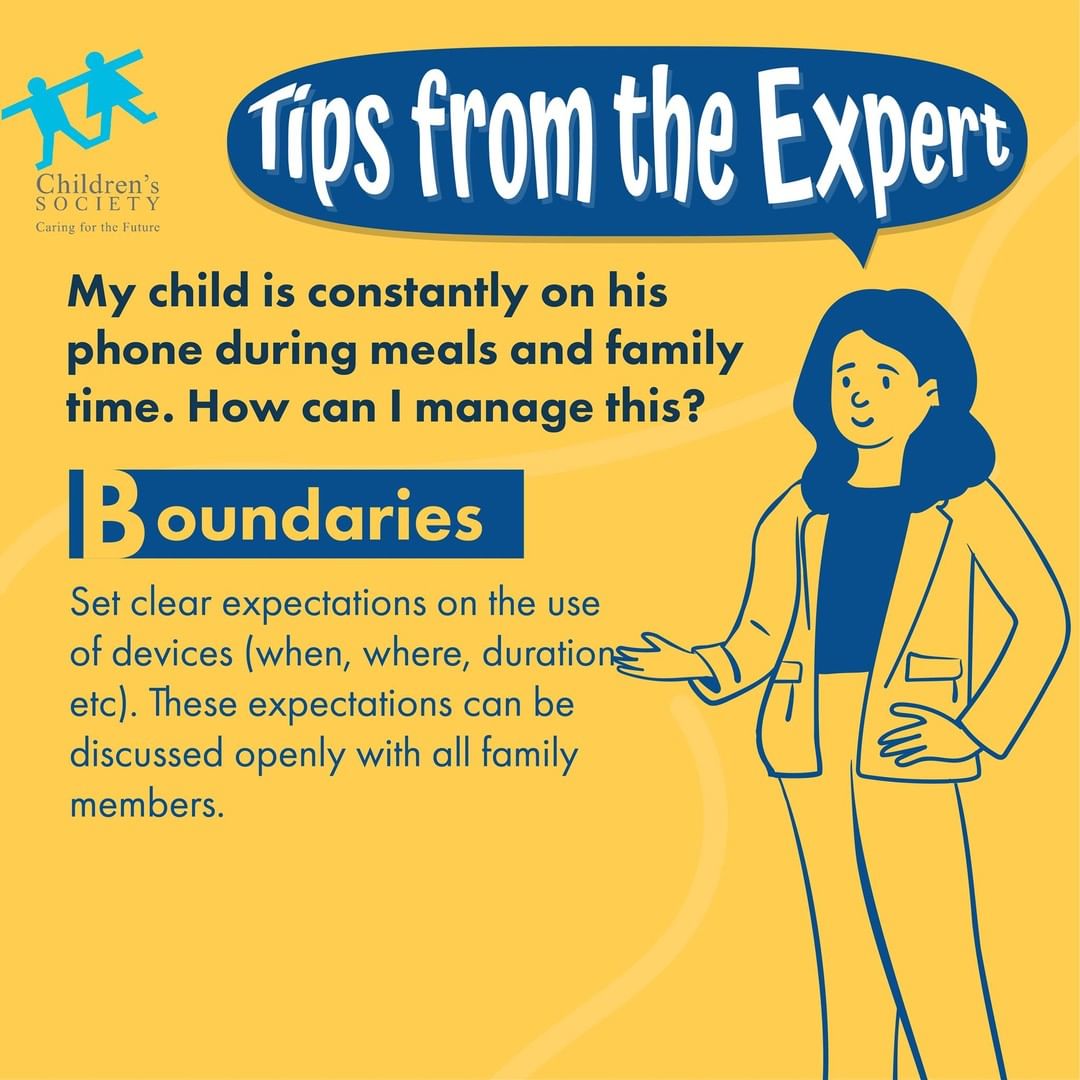 Tips from the Expert
Children's
SOCIETY
Caring for the Future
My child is constantly on his
phone during meals and family
time. How can I manage this?
Boundaries
Set clear expectations on the use
of devices (when, where, duration
etc). These expectations can be
discussed openly with all family
members.